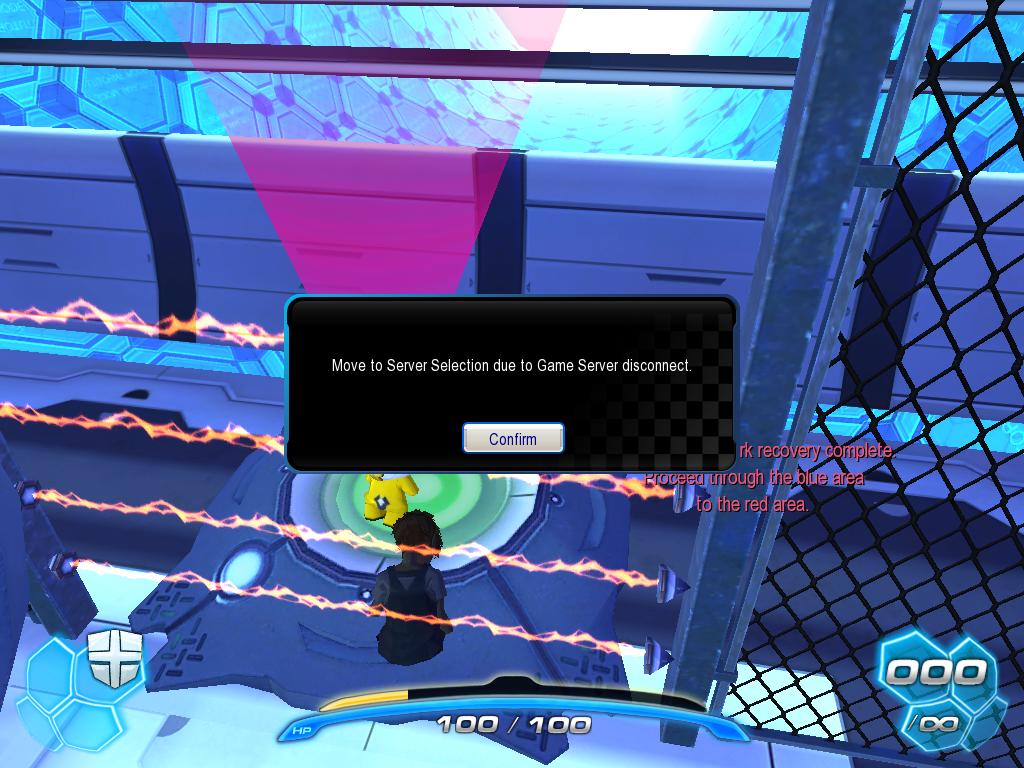 Move to Server Selection due to Game Server disconnect.
Confirm
rk recovery complete.
Proceed through the blue area
to the red area.
HP
100 / 100
000
/ ∞